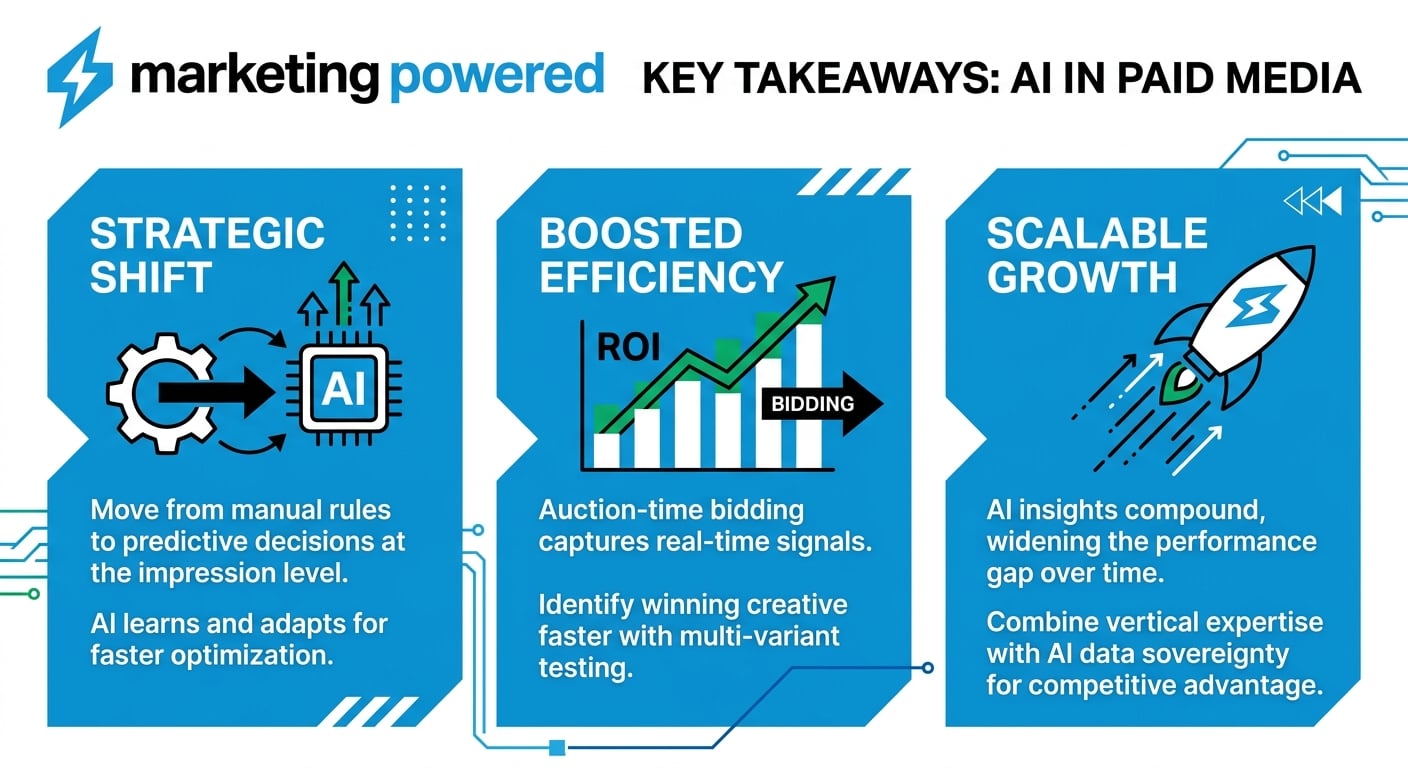 marketing powered
KEY TAKEAWAYS: AI IN PAID MEDIA
STRATEGIC
SHIFT
AI
Move from manual rules
to predictive decisions at
the impression level.
AI learns and adapts for
faster optimization.
BOOSTED
EFFICIENCY
ROI
BIDDING
Auction-time bidding
captures real-time signals.
Identify winning creative
faster with multi-variant
testing.
SCALABLE
GROWTH
AI insights compound,
widening the performance
gap over time.
Combine vertical expertise
with AI data sovereignty
for competitive advantage.